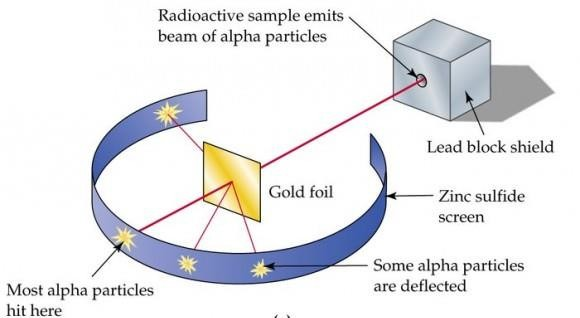 Radioactive sample emits
beam of alpha particles
Lead block shield
Gold foil
Zinc sulfide
screen
Some alpha particles
are deflected
Most alpha particles
hit here